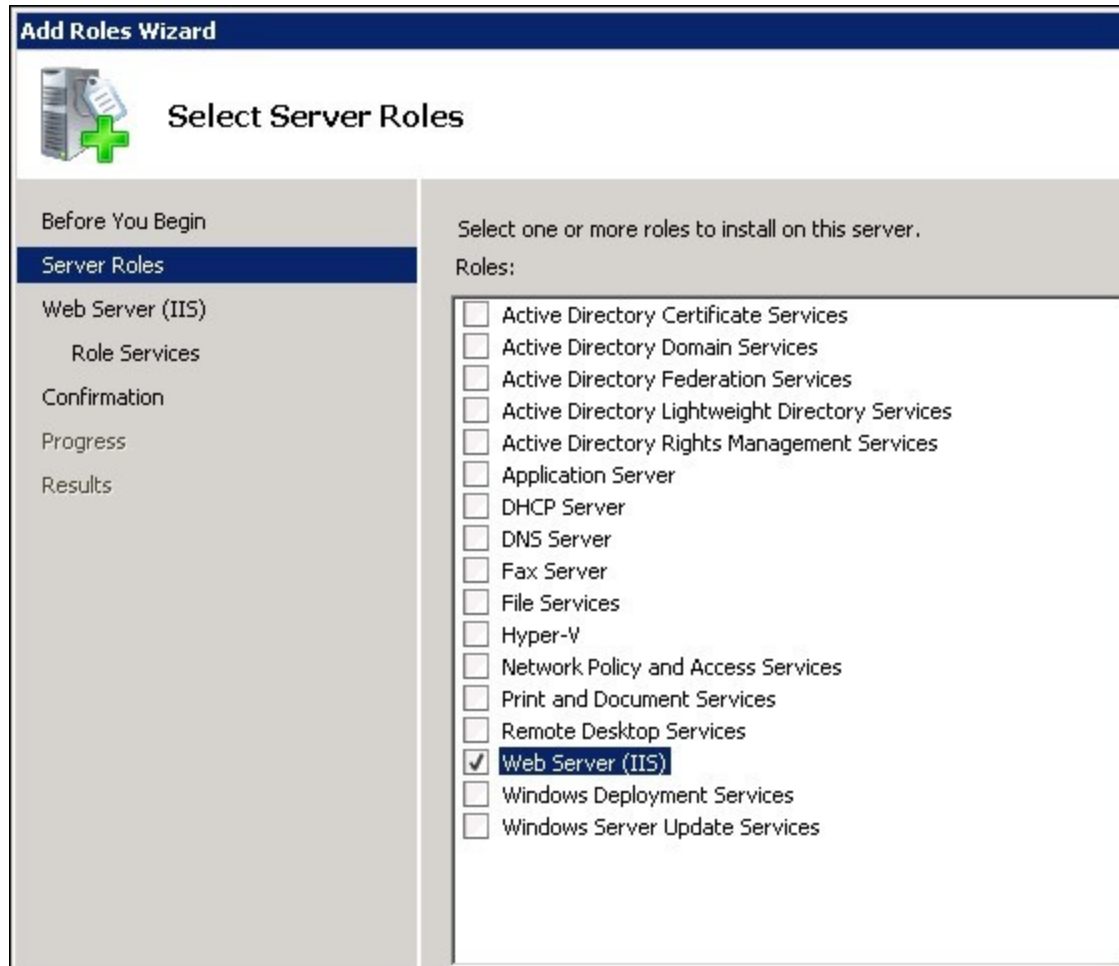 Add Roles Wizard
Select Server Roles
Before You Begin
Server Roles
Web Server (IIS)
Role Services
Confirmation
Progress
Results
Select one or more roles to install on this server.
Roles:
Active Directory Certificate Services
Active Directory Domain Services
Active Directory Federation Services
Active Directory Lightweight Directory Services
Active Directory Rights Management Services
Application Server
DHCP Server
DNS Server
Fax Server
File Services
Hyper-V
Network Policy and Access Services
Print and Document Services
Remote Desktop Services
Web Server (IIS)
Windows Deployment Services
Windows Server Update Services